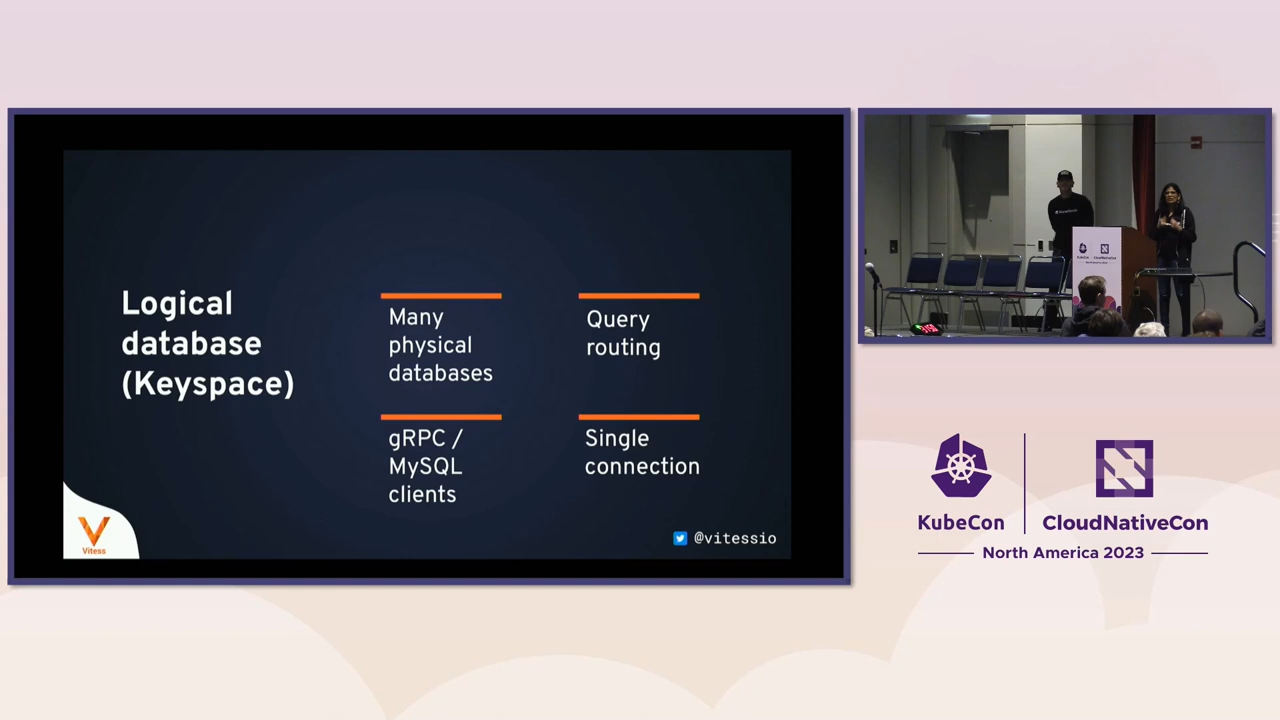 Logical
database
(Keyspace)
Many
physical
databases
Query
routing
gRPC /
MySQL
clients
Single
connection
Vitess
@vitessio
KubeCon
CloudNativeCon
North America 2023